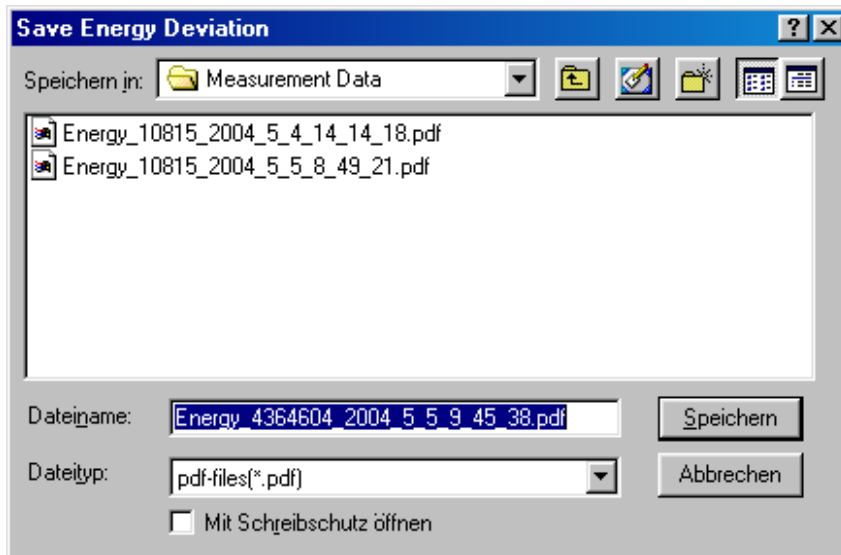 Save Energy Deviation
Speichern in: Measurement Data
Energy_10815_2004_5_4_14_14_18.pdf
Energy_10815_2004_5_5_8_49_21.pdf
Dateiname: Energy_4364604_2004_5_5_9_45_38.pdf Speichern
Dateityp: pdf-files(*.pdf) Abbrechen
Mit Schreibschutz öffnen